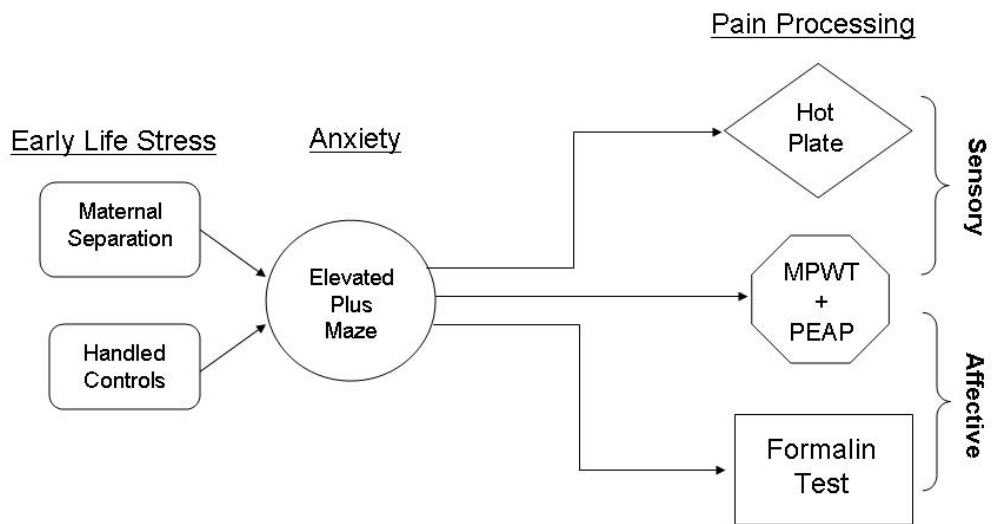 Pain Processing
Early Life Stress
Anxiety
Hot
Plate
Sensory
Maternal
Separation
Elevated
Plus
Maze
MPWT
+
PEAP
Handled
Controls
Affective
Formalin
Test